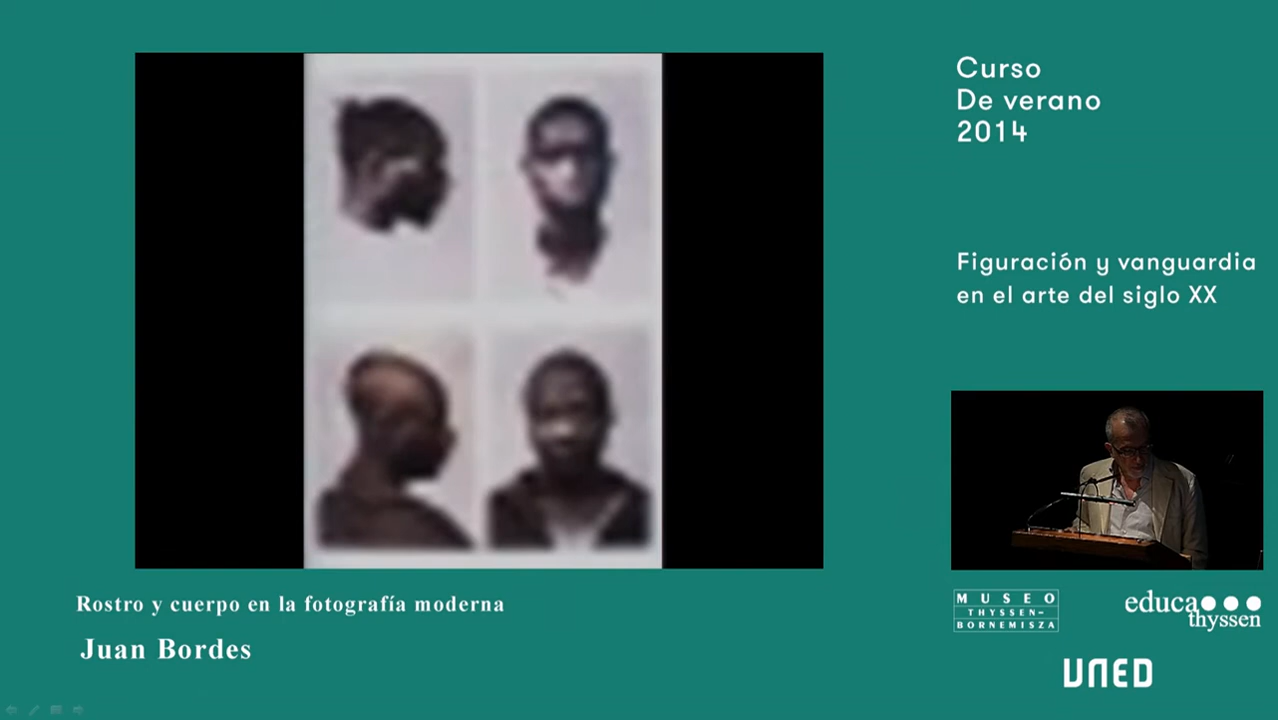 Curso
De verano
2014
Figuración y vanguardia
en el arte del siglo XX
Rostro y cuerpo en la fotografía moderna
Juan Bordes
MUSEO
THYSSEN-
BORNEMISZA
educa
thyssen
UNED